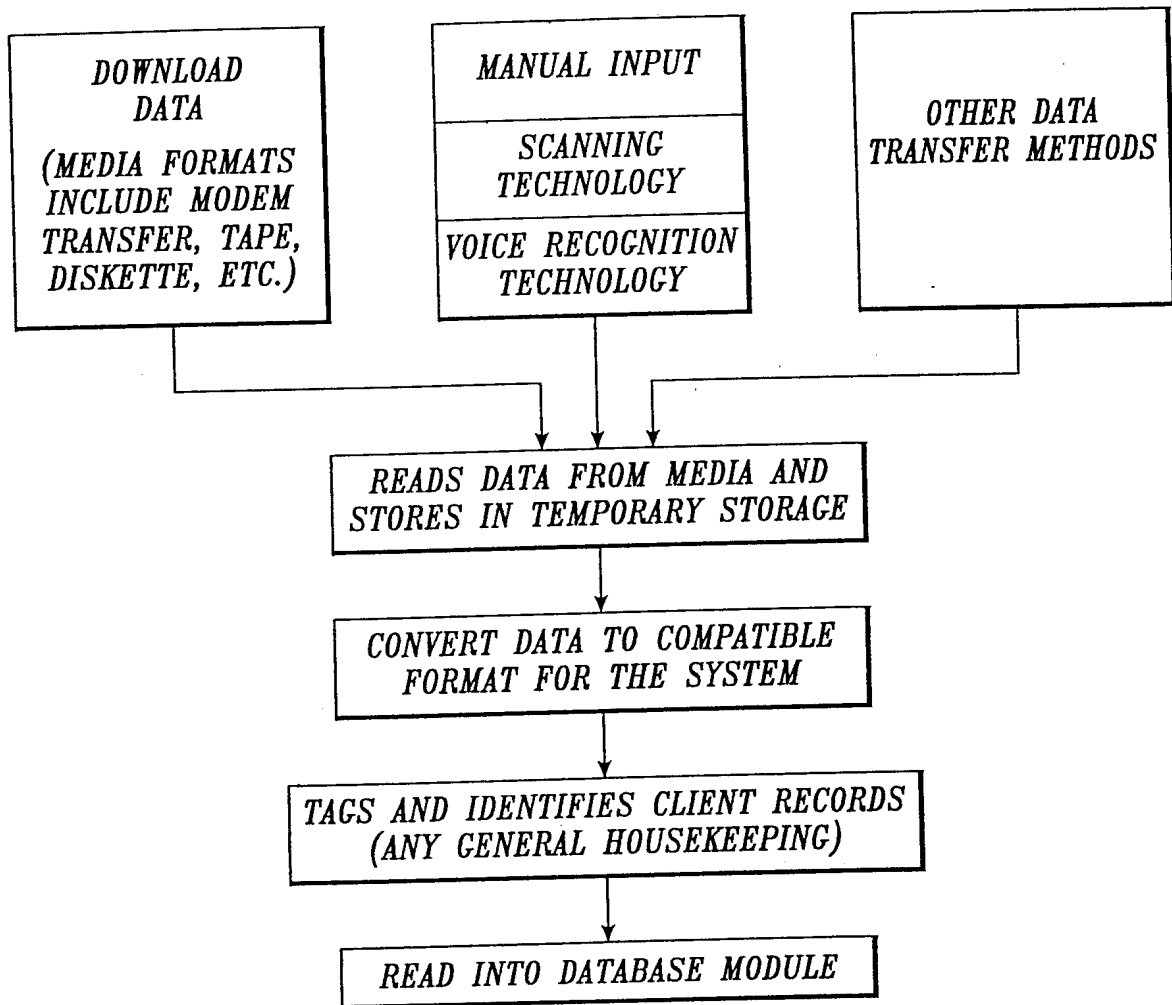 DOWNLOAD
DATA
(MEDIA FORMATS
INCLUDE MODEM
TRANSFER, TAPE,
DISKETTE, ETC.)
MANUAL INPUT
SCANNING
TECHNOLOGY
VOICE RECOGNITION
TECHNOLOGY
OTHER DATA
TRANSFER METHODS
READS DATA FROM MEDIA AND
STORES IN TEMPORARY STORAGE
CONVERT DATA TO COMPATIBLE
FORMAT FOR THE SYSTEM
TAGS AND IDENTIFIES CLIENT RECORDS
(ANY GENERAL HOUSEKEEPING)
READ INTO DATABASE MODULE